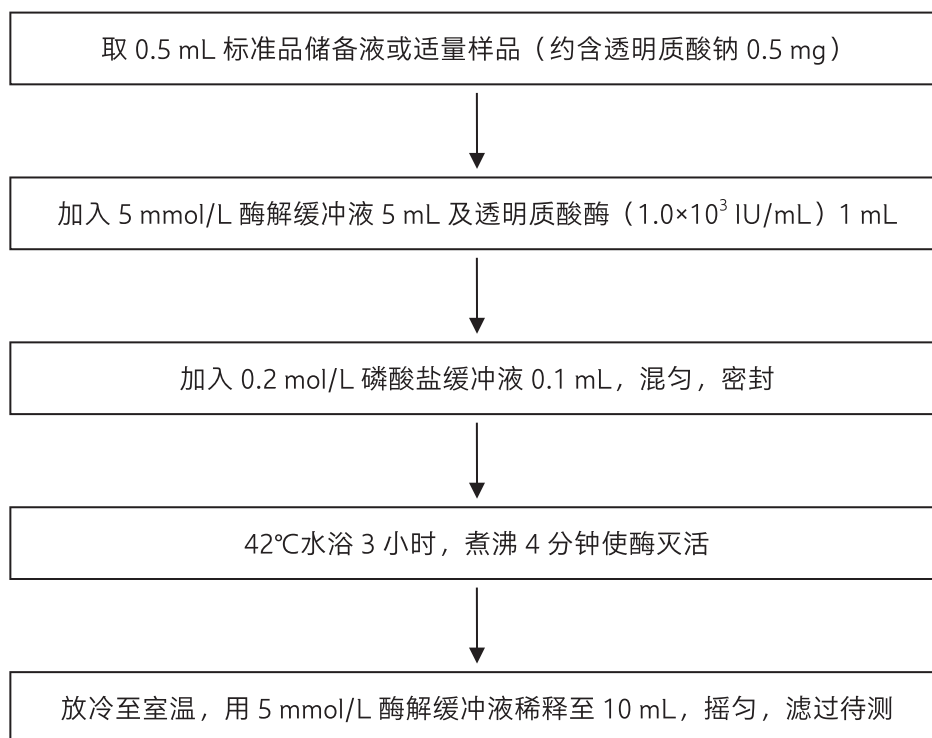 取 0.5 mL 标准品储备液或适量样品（约含透明质酸钠 0.5 mg）
加入 5 mmol/L 酶解缓冲液 5 mL 及透明质酸酶（1.0×10³ IU/mL）1 mL
加入 0.2 mol/L 磷酸盐缓冲液 0.1 mL，混匀，密封
42℃水浴 3 小时，煮沸 4 分钟使酶灭活
放冷至室温，用 5 mmol/L 酶解缓冲液稀释至 10 mL，摇匀，滤过待测